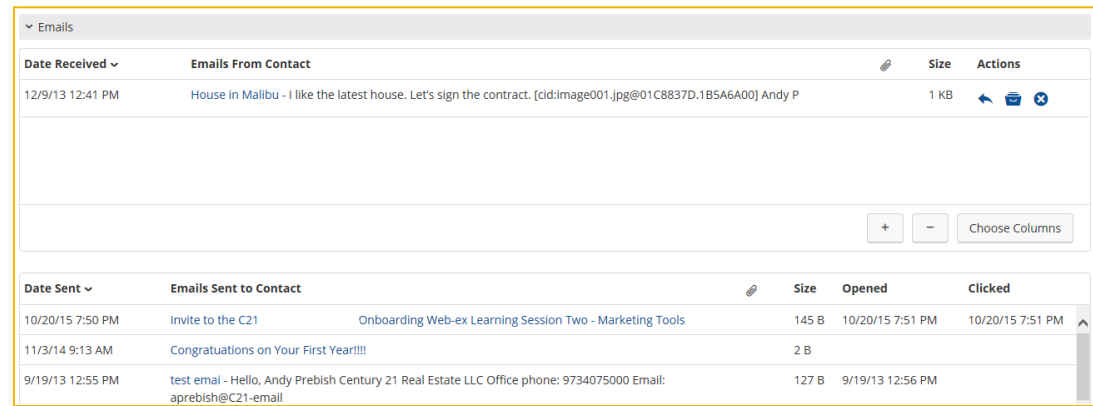 Emails
Date Received Emails From Contact Size Actions
12/9/13 12:41 PM House in Malibu - I like the latest house. Let's sign the contract. [cid:image001.jpg@01C8837D.1B5A6A00] Andy P 1 KB
+ − Choose Columns
Date Sent Emails Sent to Contact Size Opened Clicked
10/20/15 7:50 PM Invite to the C21 Onboarding Web-ex Learning Session Two - Marketing Tools 145 B 10/20/15 7:51 PM 10/20/15 7:51 PM
11/3/14 9:13 AM Congratuations on Your First Year!!!! 2 B
9/19/13 12:55 PM test emai - Hello, Andy Prebish Century 21 Real Estate LLC Office phone: 9734075000 Email: 127 B 9/19/13 12:56 PM
aprebish@C21-email